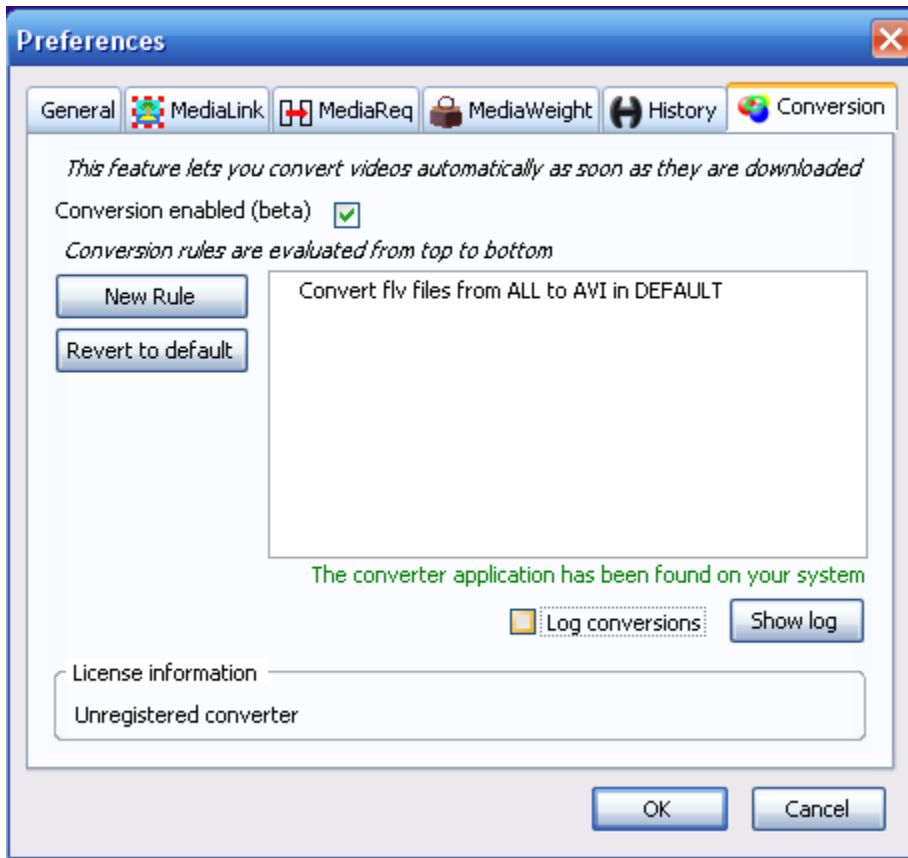 Preferences
General MediaLink MediaReq MediaWeight History Conversion
This feature lets you convert videos automatically as soon as they are downloaded
Conversion enabled (beta)
Conversion rules are evaluated from top to bottom
New Rule
Convert flv files from ALL to AVI in DEFAULT
Revert to default
The converter application has been found on your system
Log conversions Show log
License information
Unregistered converter
OK Cancel